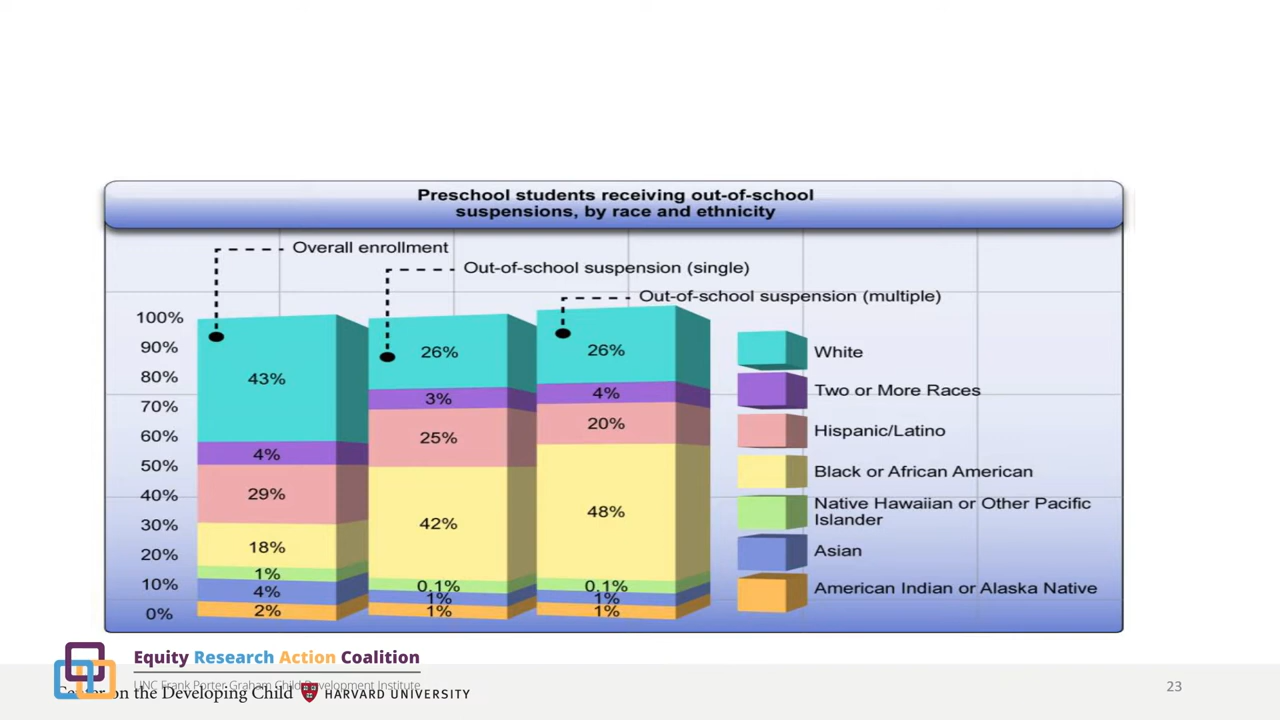 Preschool students receiving out-of-school
suspensions, by race and ethnicity
Overall enrollment
Out-of-school suspension (single)
Out-of-school suspension (multiple)
100%
90%
80%
70%
60%
50%
40%
30%
20%
10%
0%
43%
4%
29%
18%
1%
4%
2%
26%
3%
25%
42%
0,1%
1%
1%
26%
4%
20%
48%
0,1%
1%
1%
White
Two or More Races
Hispanic/Latino
Black or African American
Native Hawaiian or Other Pacific
Islander
Asian
American Indian or Alaska Native
Equity Research Action Coalition
UNC Frank Porter Graham Child Development Institute
Center on the Developing Child HARVARD UNIVERSITY
23